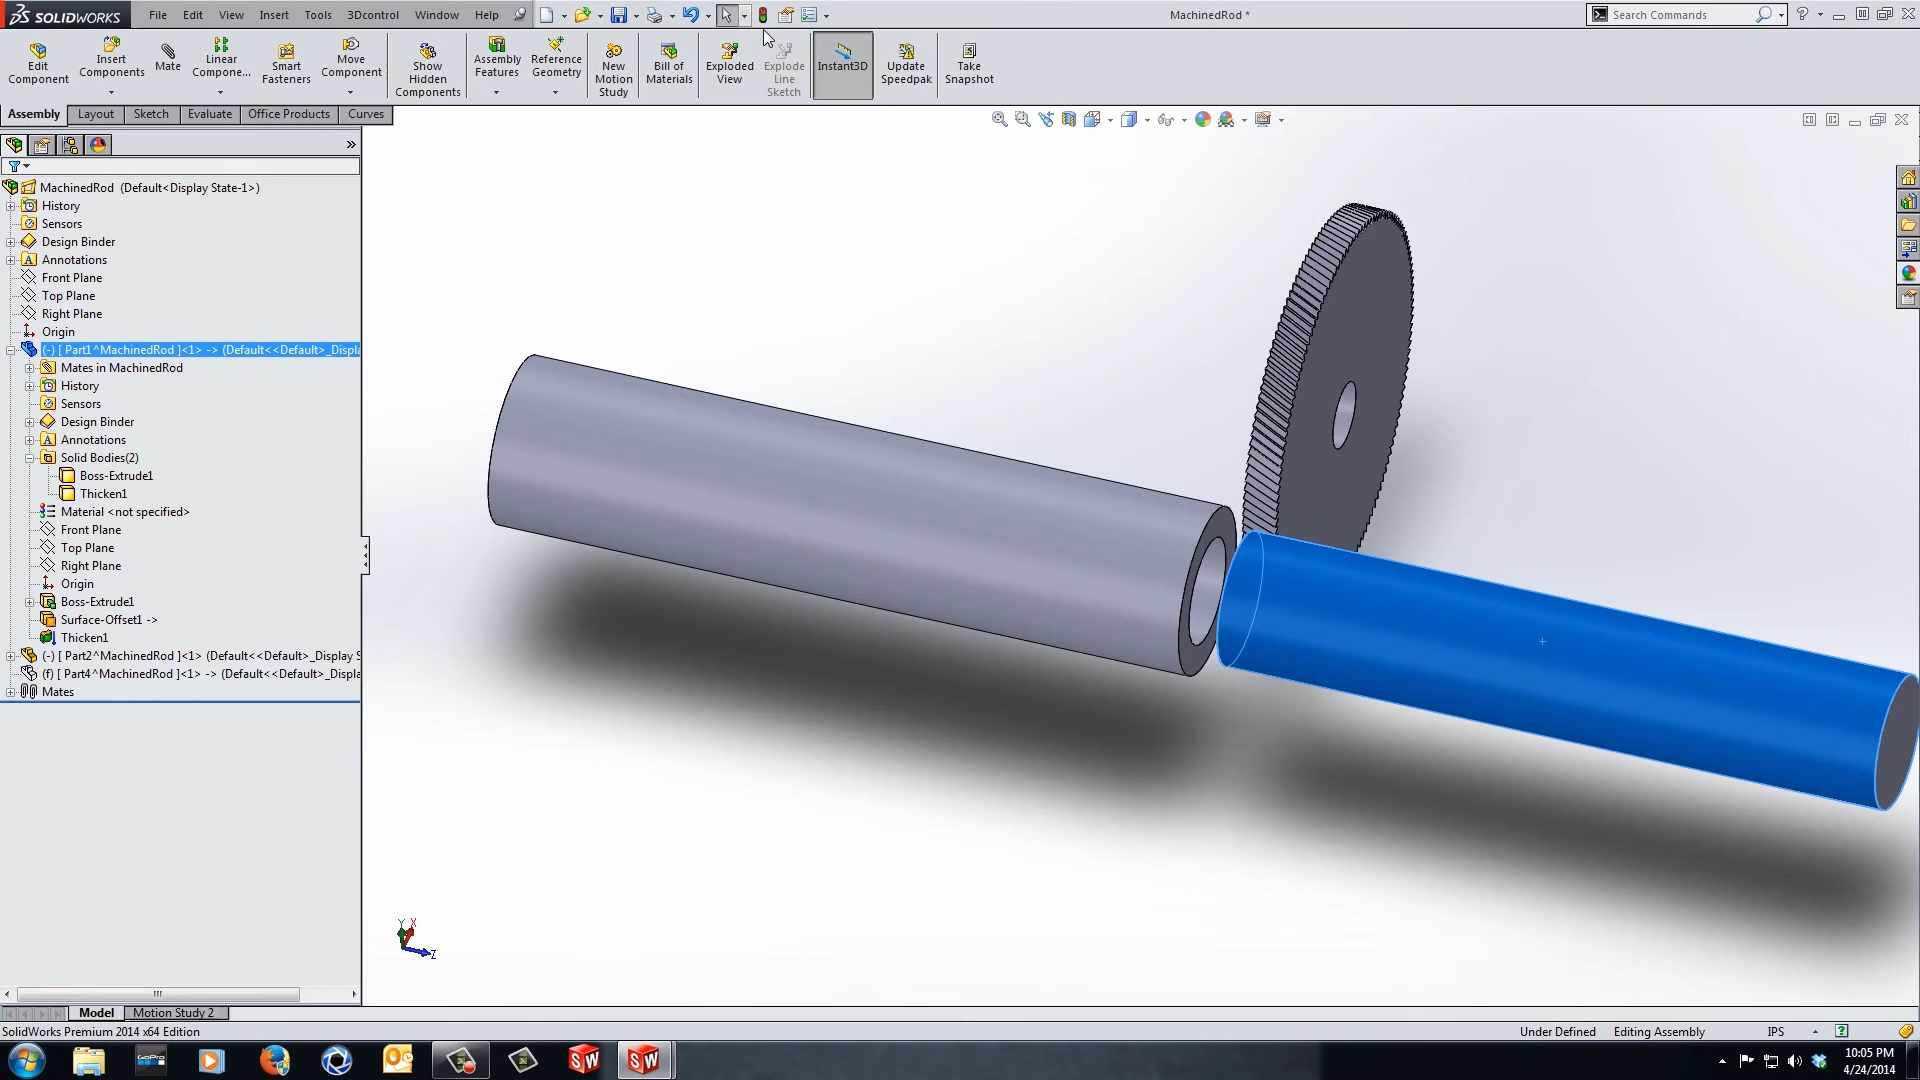 SOLIDWORKS File Edit View Insert Tools 3Dcontrol Window Help MachinedRod * Search Commands
Edit Component
Insert Components
Mate
Linear Compone...
Smart Fasteners
Move Component
Show Hidden Components
Assembly Features
Reference Geometry
New Motion Study
Bill of Materials
Exploded View
Explode Line Sketch
Instant3D
Update Speedpak
Take Snapshot
Assembly Layout Sketch Evaluate Office Products Curves
MachinedRod (Default<Display State-1>)
History
Sensors
Design Binder
Annotations
Front Plane
Top Plane
Right Plane
Origin
(-) [ Part1^MachinedRod ]<1> -> (Default<<Default>_Displa
Mates in MachinedRod
History
Sensors
Design Binder
Annotations
Solid Bodies(2)
Boss-Extrude1
Thicken1
Material <not specified>
Front Plane
Top Plane
Right Plane
Origin
Boss-Extrude1
Surface-Offset1 ->
Thicken1
(-) [ Part2^MachinedRod ]<1> (Default<<Default>_Display S
(f) [ Part4^MachinedRod ]<1> -> (Default<<Default>_Displa
Mates
Y X
Z
Model Motion Study 2
SolidWorks Premium 2014 x64 Edition Under Defined Editing Assembly IPS
GoPro SW SW 10:05 PM
4/24/2014